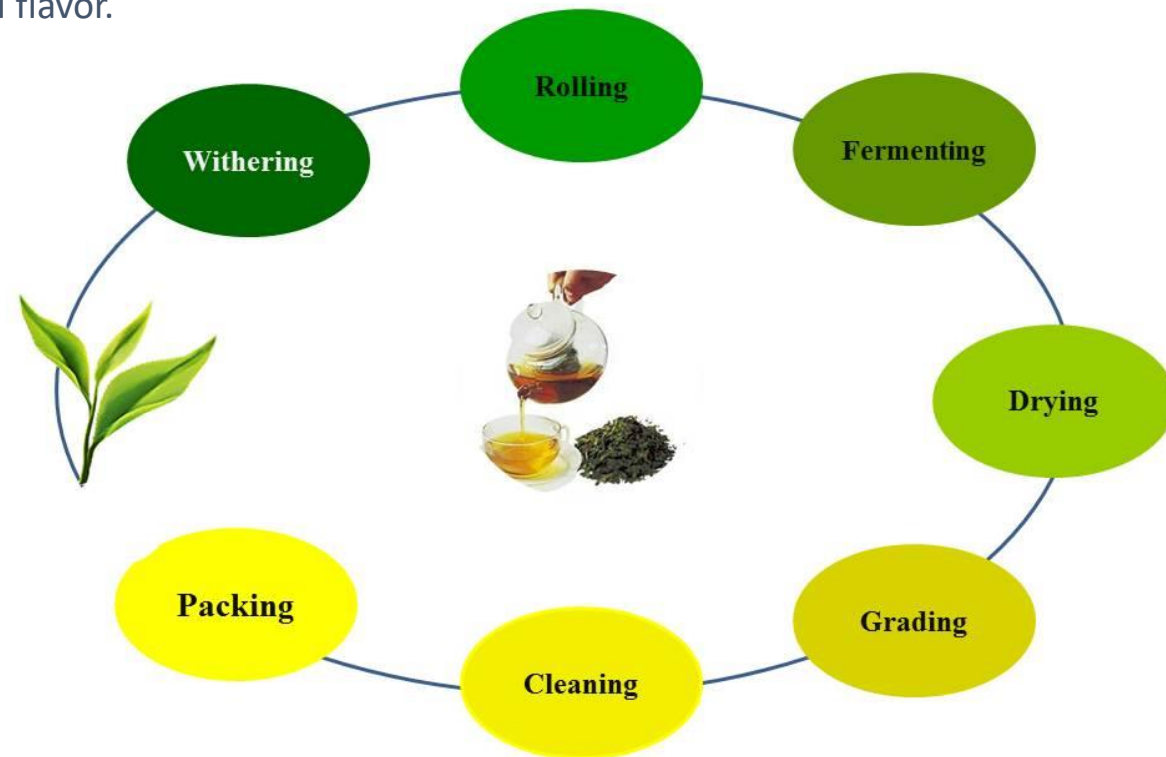 flavor.
Rolling
Fermenting
Withering
Drying
Grading
Packing
Cleaning